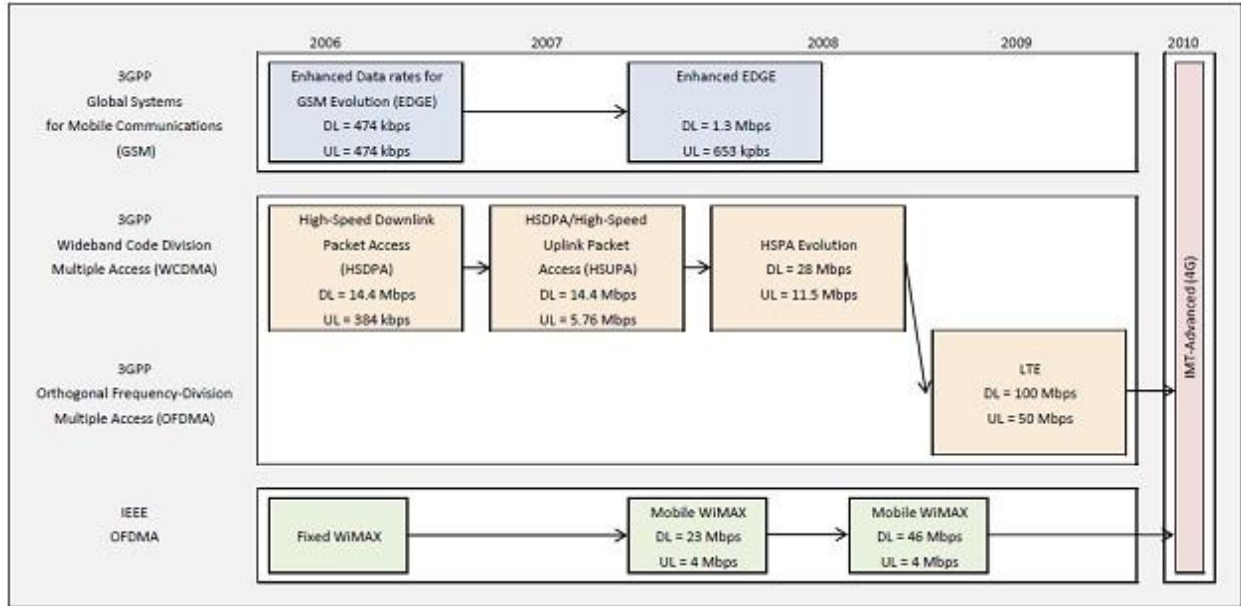 2006 2007 2008 2009 2010
3GPP
Global Systems
for Mobile Communications
(GSM)
Enhanced Data rates for
GSM Evolution (EDGE)
DL = 474 kbps
UL = 474 kbps
Enhanced EDGE
DL = 1.3 Mbps
UL = 653 kpbs
3GPP
Wideband Code Division
Multiple Access (WCDMA)
High-Speed Downlink
Packet Access
(HSDPA)
DL = 14.4 Mbps
UL = 384 kbps
HSDPA/High-Speed
Uplink Packet
Access (HSUPA)
DL = 14.4 Mbps
UL = 5.76 Mbps
HSPA Evolution
DL = 28 Mbps
UL = 11.5 Mbps
3GPP
Orthogonal Frequency-Division
Multiple Access (OFDMA)
LTE
DL = 100 Mbps
UL = 50 Mbps
IEEE
OFDMA
Fixed WiMAX
Mobile WiMAX
DL = 23 Mbps
UL = 4 Mbps
Mobile WiMAX
DL = 46 Mbps
UL = 4 Mbps
IMT-Advanced (4G)